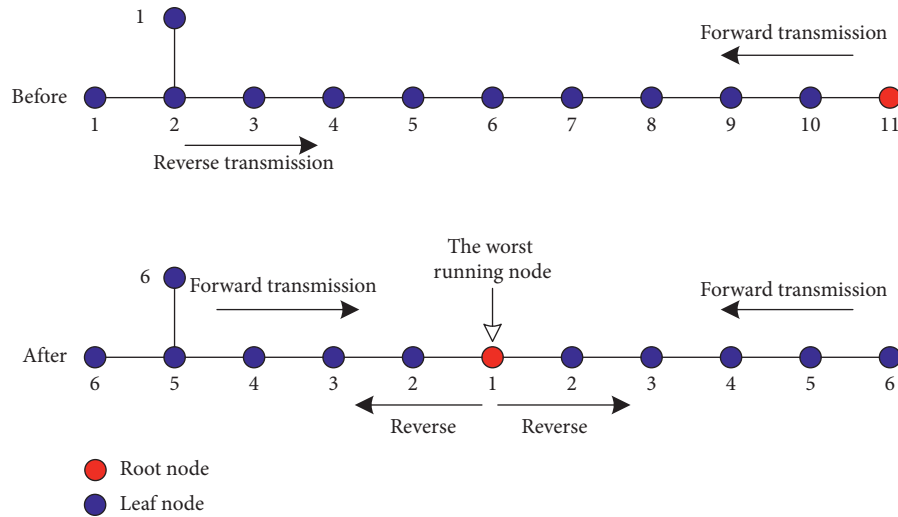 1
Forward transmission
Before
1 2 3 4 5 6 7 8 9 10 11
Reverse transmission
The worst
running node
6
Forward transmission
Forward transmission
After
6 5 4 3 2 1 2 3 4 5 6
Reverse
Reverse
Root node
Leaf node